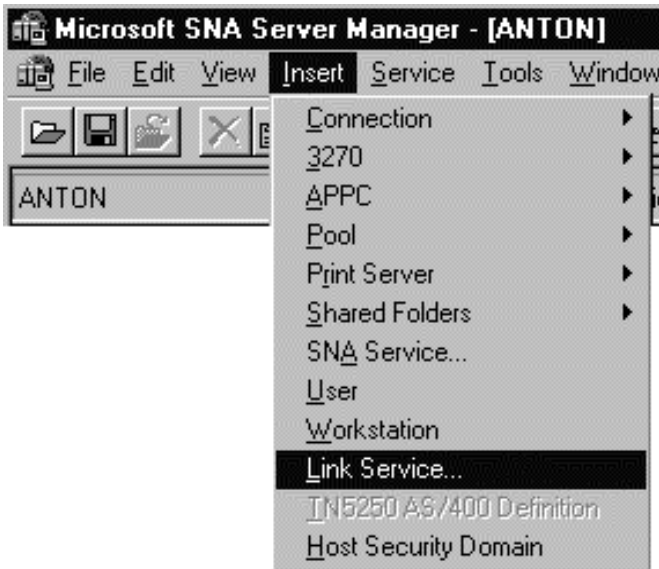 Microsoft SNA Server Manager - [ANTON]
File Edit View Insert Service Tools Window
Connection
3270
ANTON
APPC
Pool
Print Server
Shared Folders
SNA Service...
User
Workstation
Link Service...
TN5250 AS/400 Definition
Host Security Domain